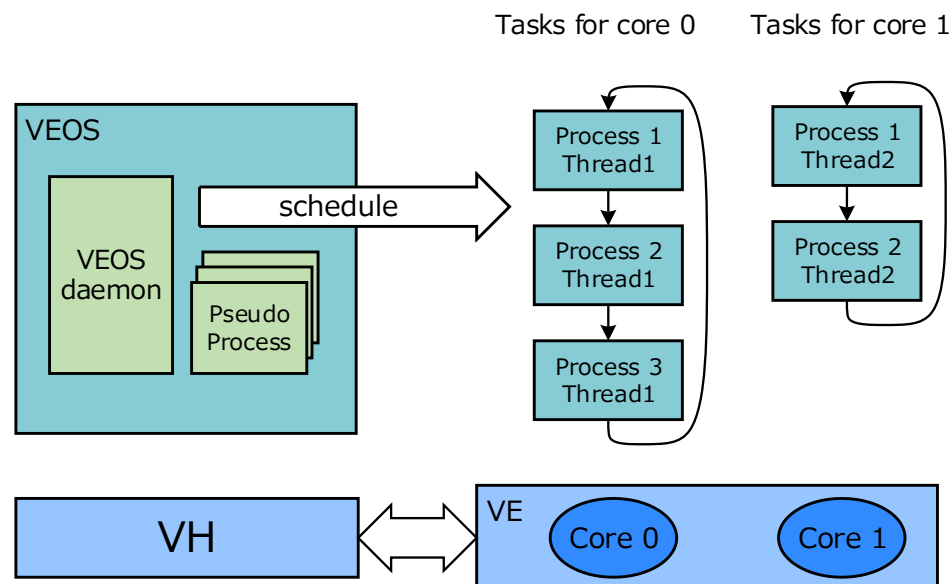 Tasks for core 0
Tasks for core 1
VEOS
VEOS
daemon
schedule
Pseudo
Process
Process 1
Thread1
Process 2
Thread1
Process 3
Thread1
Process 1
Thread2
Process 2
Thread2
VH
VE
Core 0
Core 1